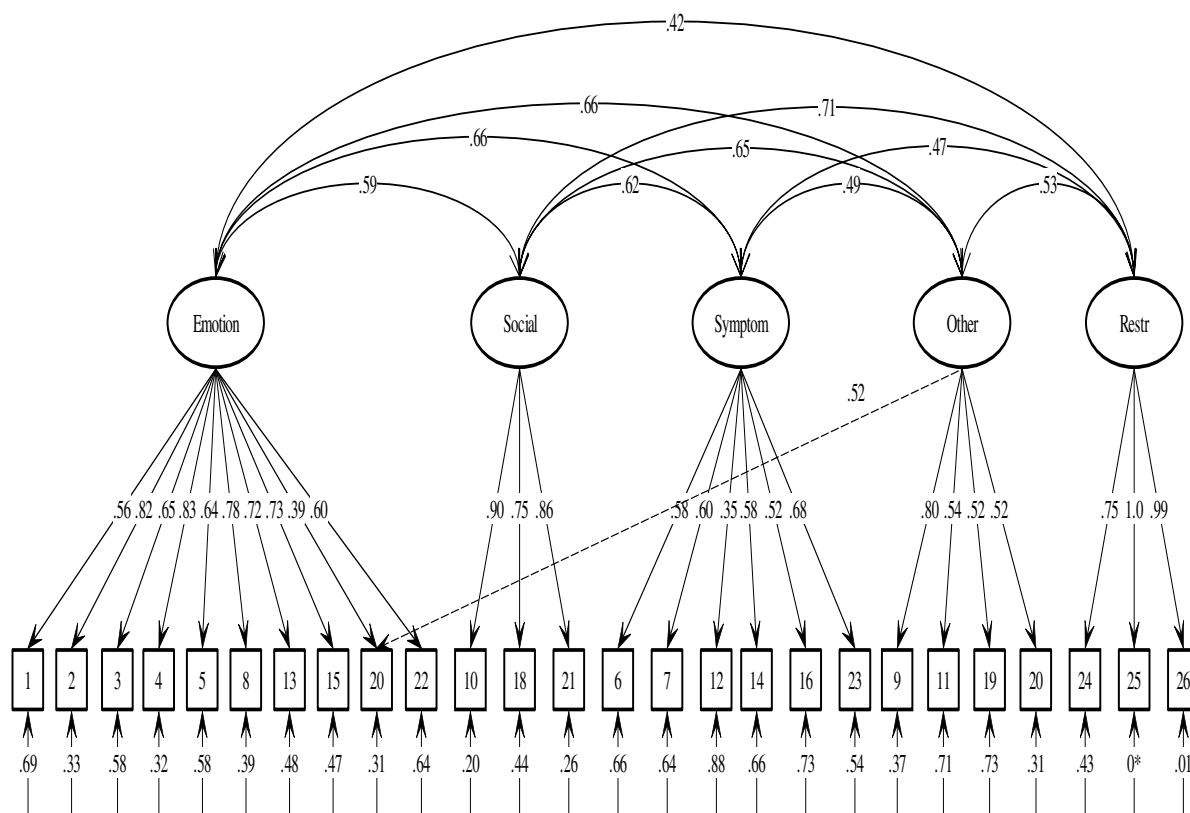 .42
.66 .71
.66 .65 .47
.59 .62 .49 .53
Emotion Social Symptom Other Restr
.52
.56 .82 .65 .83 .64 .78 .72 .73 .39 .60 .90 .75 .86 .58 .60 .35 .58 .52 .68 .80 .54 .52 .52 .75 1.0 .99
1 2 3 4 5 8 13 15 20 22 10 18 21 6 7 12 14 16 23 9 11 19 20 24 25 26
.69 .33 .58 .32 .58 .39 .48 .47 .31 .64 .20 .44 .26 .66 .64 .88 .66 .73 .54 .37 .71 .73 .31 .43 0* .01